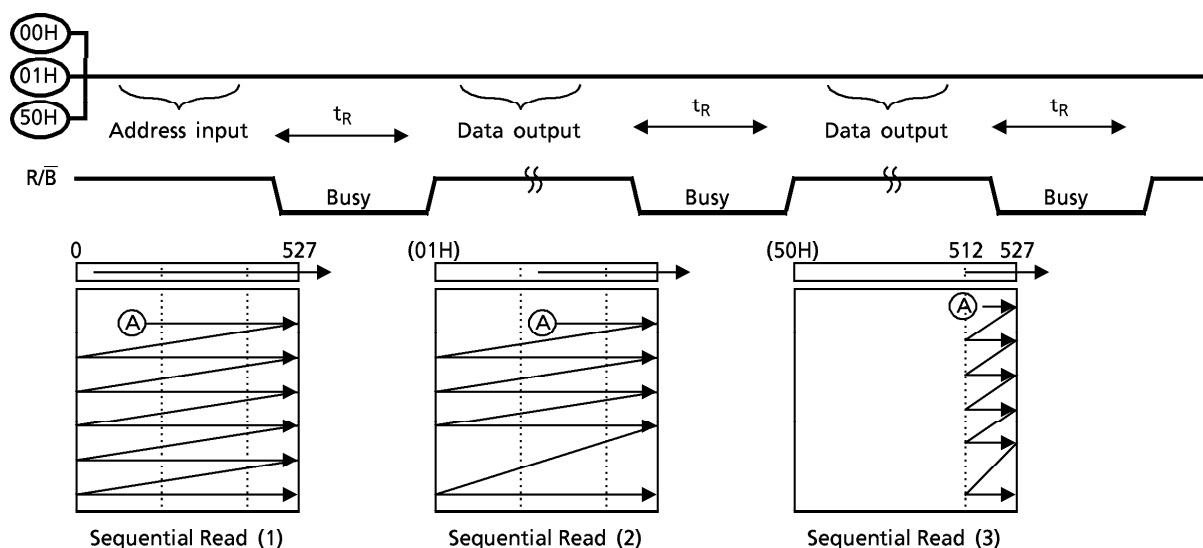 00H
01H
50H
Address input
tR
Data output
tR
Data output
tR
R/B̅
Busy
Busy
Busy
0 527
(01H)
(50H) 512 527
A
A
A
Sequential Read (1)
Sequential Read (2)
Sequential Read (3)